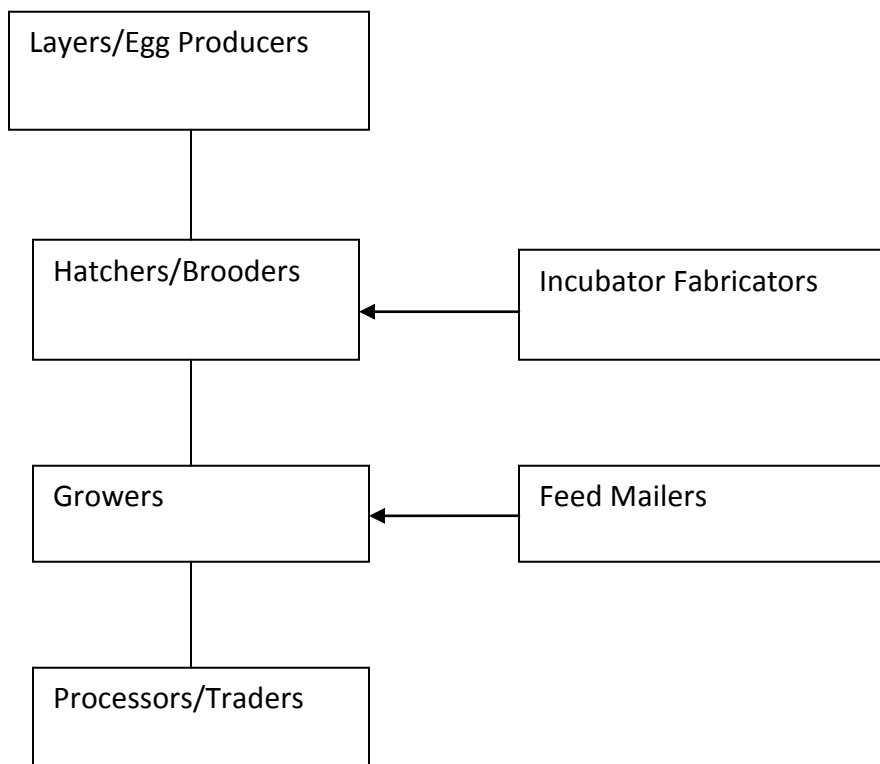 Layers/Egg Producers
Hatchers/Brooders
Incubator Fabricators
Growers
Feed Mailers
Processors/Traders